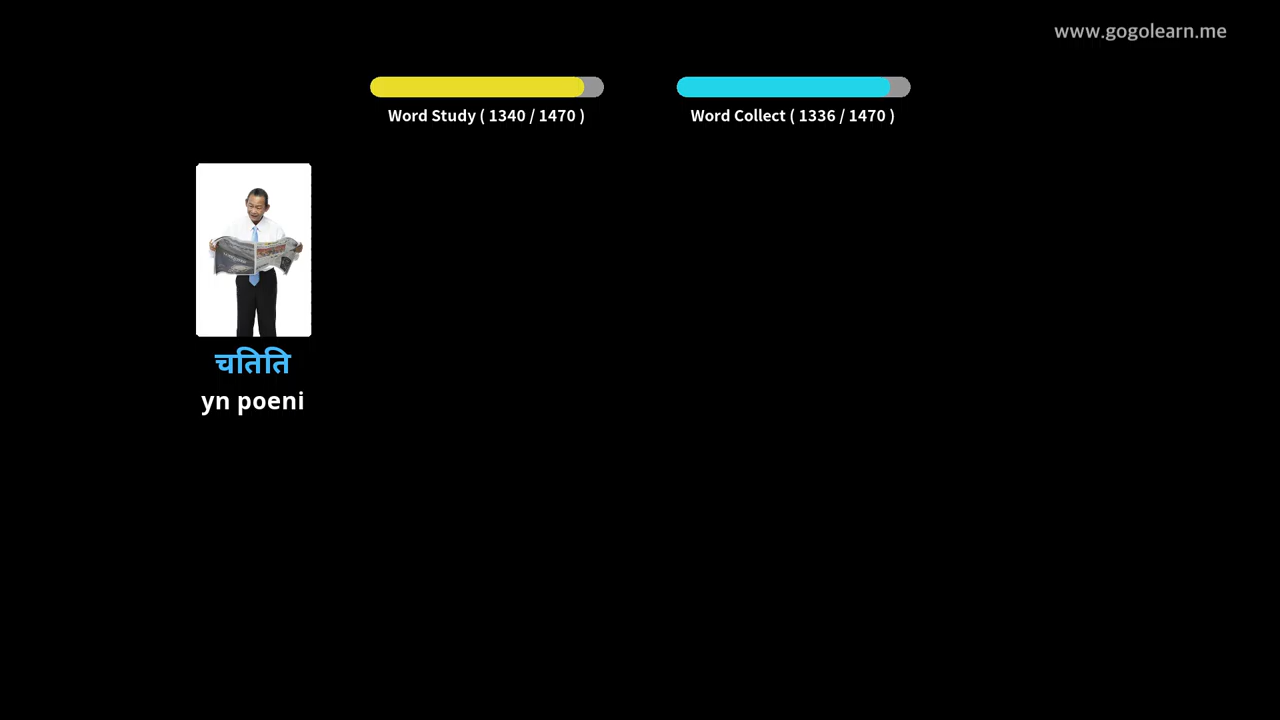 www.gogolearn.me
Word Study ( 1340 / 1470 )
Word Collect ( 1336 / 1470 )
चतिति
yn poeni